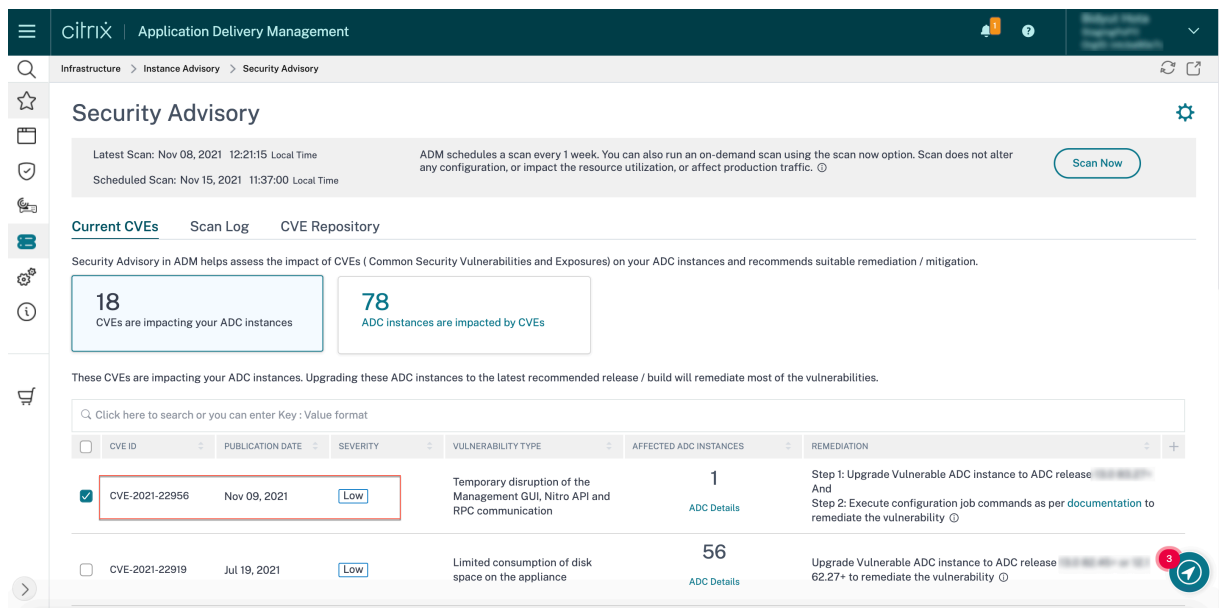 citrix | Application Delivery Management
1
Infrastructure > Instance Advisory > Security Advisory
Security Advisory
Latest Scan: Nov 08, 2021 12:21:15 Local Time
Scheduled Scan: Nov 15, 2021 11:37:00 Local Time
ADM schedules a scan every 1 week. You can also run an on-demand scan using the scan now option. Scan does not alter
any configuration, or impact the resource utilization, or affect production traffic.
Scan Now
Current CVEs Scan Log CVE Repository
Security Advisory in ADM helps assess the impact of CVEs ( Common Security Vulnerabilities and Exposures) on your ADC instances and recommends suitable remediation / mitigation.
18
CVEs are impacting your ADC instances
78
ADC instances are impacted by CVEs
These CVEs are impacting your ADC instances. Upgrading these ADC instances to the latest recommended release / build will remediate most of the vulnerabilities.
Click here to search or you can enter Key : Value format
CVE ID PUBLICATION DATE SEVERITY VULNERABILITY TYPE AFFECTED ADC INSTANCES REMEDIATION
CVE-2021-22956 Nov 09, 2021 Low
Temporary disruption of the
Management GUI, Nitro API and
RPC communication
1
ADC Details
Step 1: Upgrade Vulnerable ADC instance to ADC release
And
Step 2: Execute configuration job commands as per documentation to
remediate the vulnerability
CVE-2021-22919 Jul 19, 2021 Low
Limited consumption of disk
space on the appliance
56
ADC Details
Upgrade Vulnerable ADC instance to ADC release
62.27+ to remediate the vulnerability
3